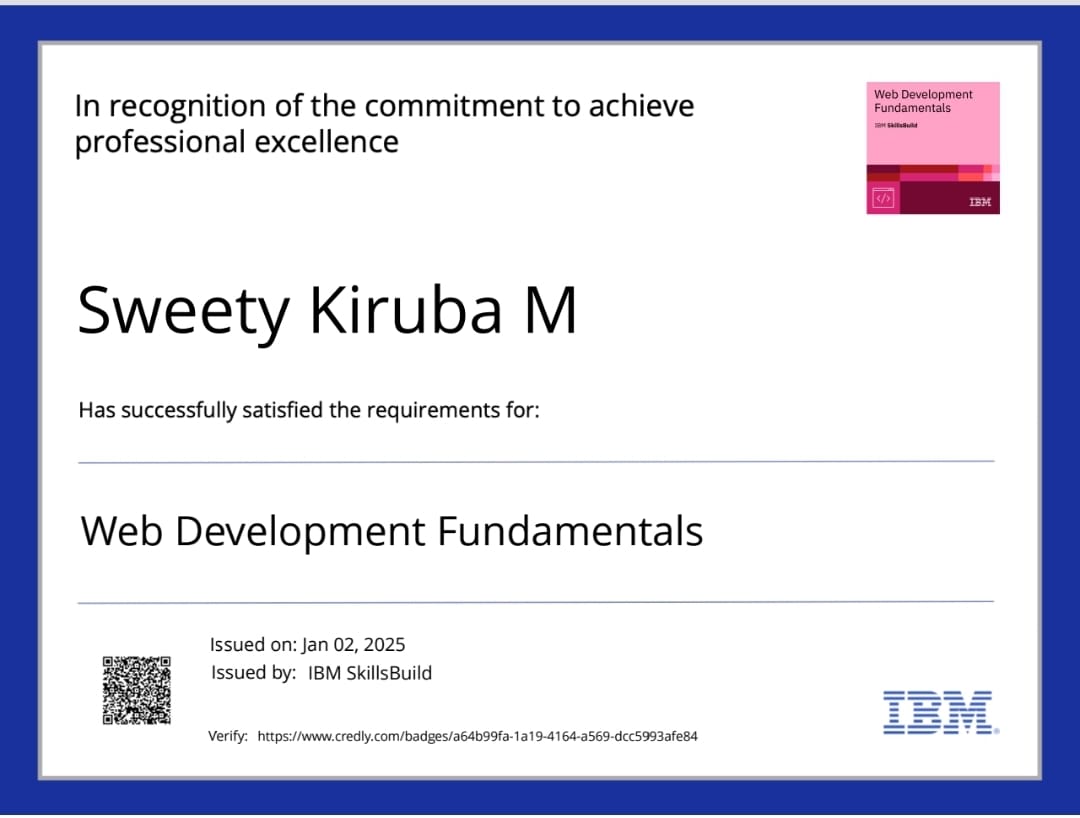 In recognition of the commitment to achieve
professional excellence
Web Development
Fundamentals
IBM SkillsBuild
</>
IBM
Sweety Kiruba M
Has successfully satisfied the requirements for:
Web Development Fundamentals
Issued on: Jan 02, 2025
Issued by: IBM SkillsBuild
Verify: https://www.credly.com/badges/a64b99fa-1a19-4164-a569-dcc5993afe84
IBM®